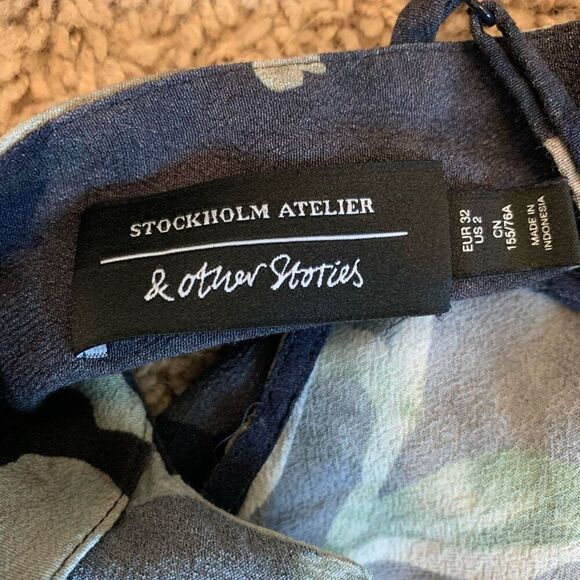 STOCKHOLM ATELIER
& other Stories
EUR 32
US 2
CN
155/76A
MADE IN
INDONESIA